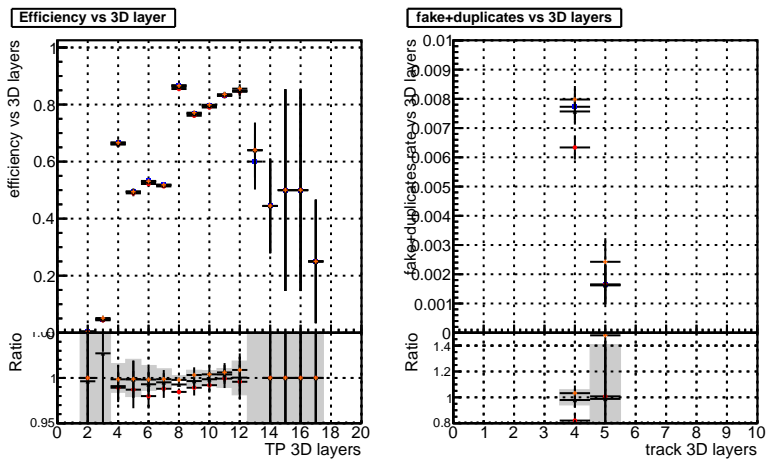 Efficiency vs 3D layer
efficiency vs 3D layers
1
0.8
0.6
0.4
0.2
0
Ratio
1
0.95
0 2 4 6 8 10 12 14 16 18 20
TP 3D layers
fake+duplicates vs 3D layers
fake+duplicates rate vs 3D layers
0.01
0.009
0.008
0.007
0.006
0.005
0.004
0.003
0.002
0.001
0
Ratio
1.4
1.2
1
0.8
0 1 2 3 4 5 6 7 8 9 10
track 3D layers